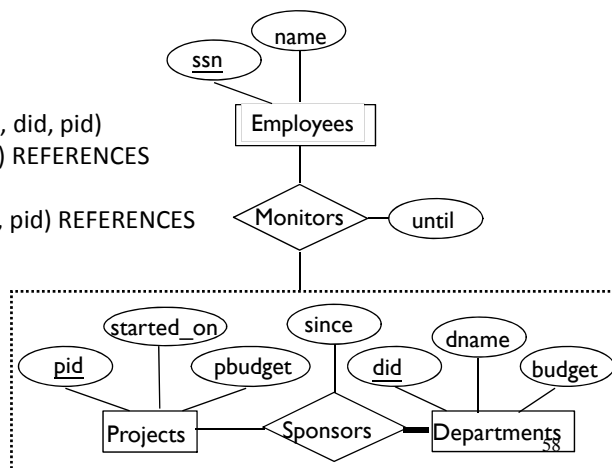 name
ssn
, did, pid)
Employees
) REFERENCES
, pid) REFERENCES
Monitors
until
started_on
since
dname
pid
pbudget
did
budget
Projects
Sponsors
Departments
58